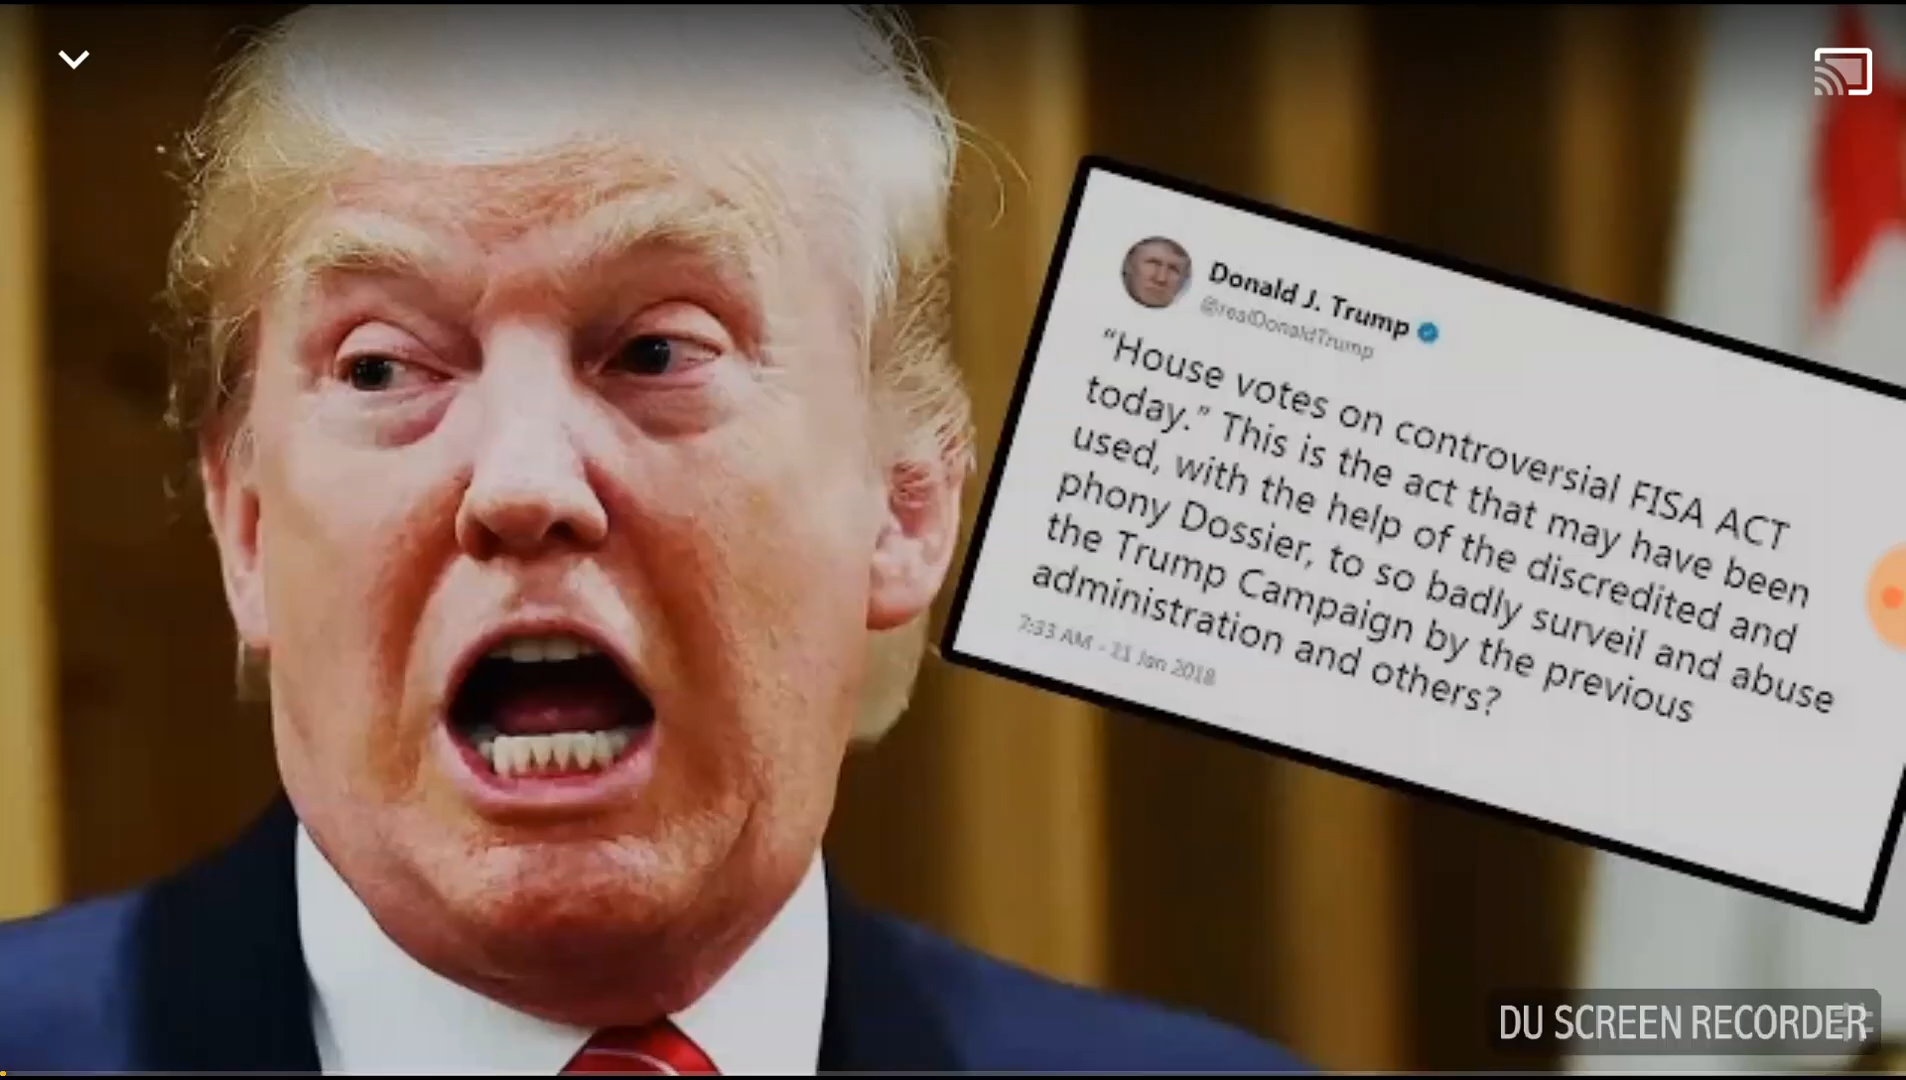 Donald J. Trump
@realDonaldTrump
“House votes on controversial FISA ACT
today.” This is the act that may have been
used, with the help of the discredited and
phony Dossier, to so badly surveil and abuse
the Trump Campaign by the previous
administration and others?
7:33 AM - 11 Jan 2018
DU SCREEN RECORDER